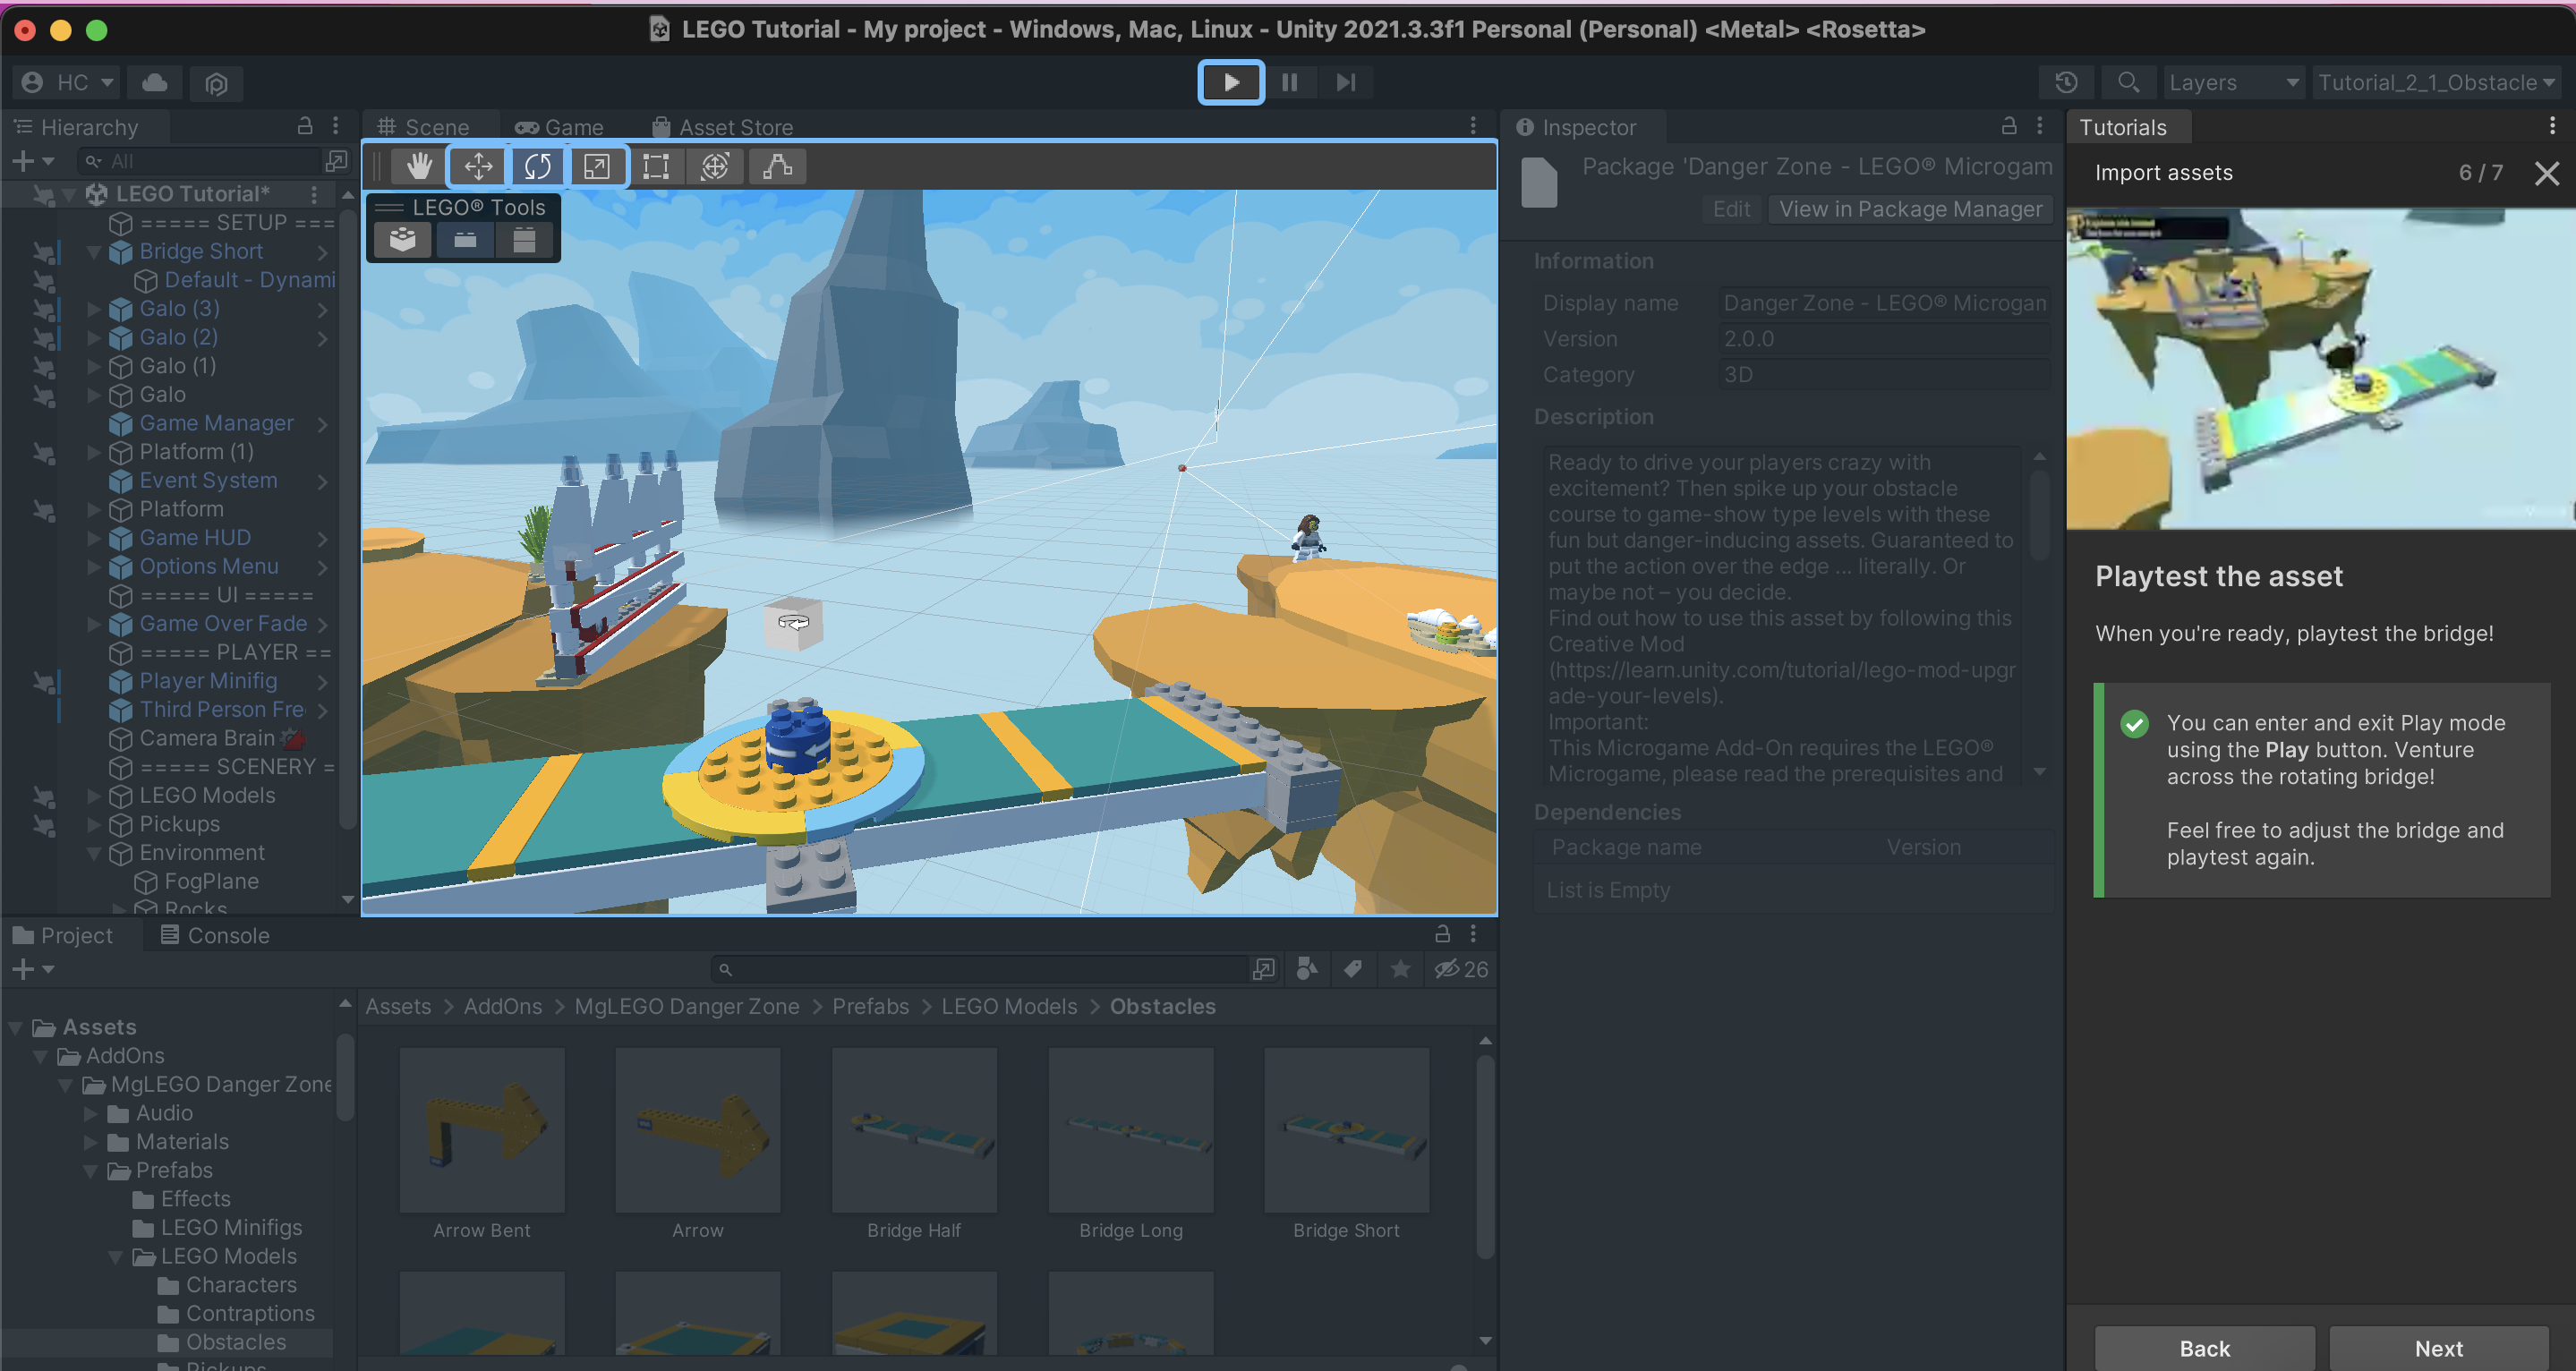 LEGO Tutorial - My project - Windows, Mac, Linux - Unity 2021.3.3f1 Personal (Personal) <Metal> <Rosetta>
HC
Layers
Tutorial_2_1_Obstacle
Hierarchy
All
LEGO Tutorial*
===== SETUP ===
Bridge Short
Default - Dynami
Galo (3)
Galo (2)
Galo (1)
Galo
Game Manager
Platform (1)
Event System
Platform
Game HUD
Options Menu
===== UI =====
Game Over Fade
===== PLAYER ==
Player Minifig
Third Person Fre
Camera Brain
===== SCENERY =
LEGO Models
Pickups
Environment
FogPlane
Rocks
Scene
Game
Asset Store
LEGO® Tools
Inspector
Package 'Danger Zone - LEGO® Microgam
Edit
View in Package Manager
Information
Display name
Danger Zone - LEGO® Microgan
Version
2.0.0
Category
3D
Description
Ready to drive your players crazy with
excitement? Then spike up your obstacle
course to game-show type levels with these
fun but danger-inducing assets. Guaranteed to
put the action over the edge ... literally. Or
maybe not – you decide.
Find out how to use this asset by following this
Creative Mod
(https://learn.unity.com/tutorial/lego-mod-upgr
ade-your-levels).
Important:
This Microgame Add-On requires the LEGO®
Microgame, please read the prerequisites and
Dependencies
Package name
Version
List is Empty
Tutorials
Import assets
6 / 7
Playtest the asset
When you're ready, playtest the bridge!
You can enter and exit Play mode
using the Play button. Venture
across the rotating bridge!
Feel free to adjust the bridge and
playtest again.
Back
Next
Project
Console
26
Assets > AddOns > MgLEGO Danger Zone > Prefabs > LEGO Models > Obstacles
Assets
AddOns
MgLEGO Danger Zone
Audio
Materials
Prefabs
Effects
LEGO Minifigs
LEGO Models
Characters
Contraptions
Obstacles
Pickups
Arrow Bent
Arrow
Bridge Half
Bridge Long
Bridge Short